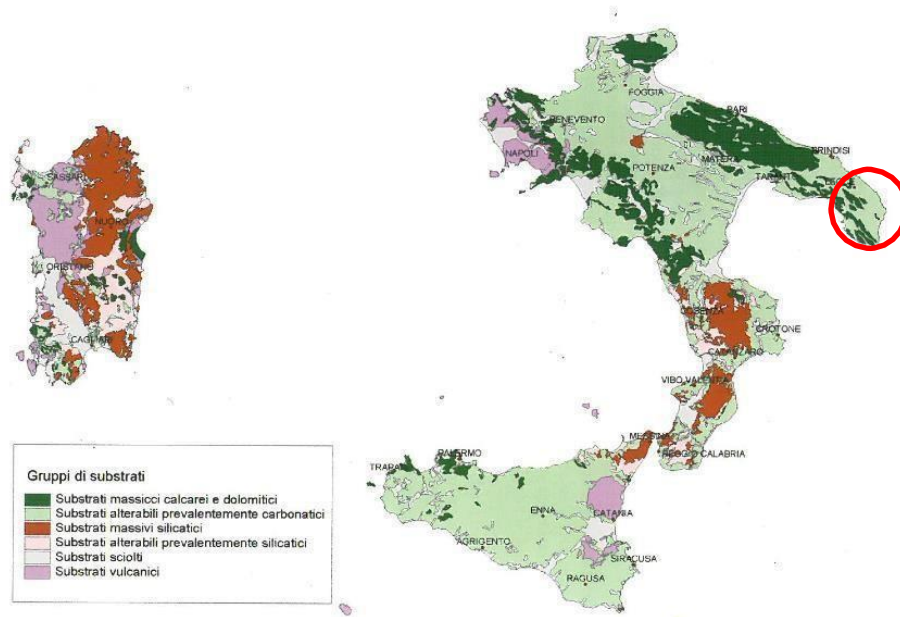 FOGGIA
BARI
BENEVENTO
BRINDISI
NAPOLI
MATERA
POTENZA
SASSARI
NUORO
ORISTANO
CAGLIARI
COSENZA
CROTONE
CATANZARO
VIBO VALENTIA
MESSINA
REGGIO CALABRIA
PALERMO
TRAPANI
ENNA
CATANIA
AGRIGENTO
SIRACUSA
RAGUSA
Gruppi di substrati
Substrati massicci calcarei e dolomitici
Substrati alterabili prevalentemente carbonatici
Substrati massivi silicatici
Substrati alterabili prevalentemente silicatici
Substrati sciolti
Substrati vulcanici